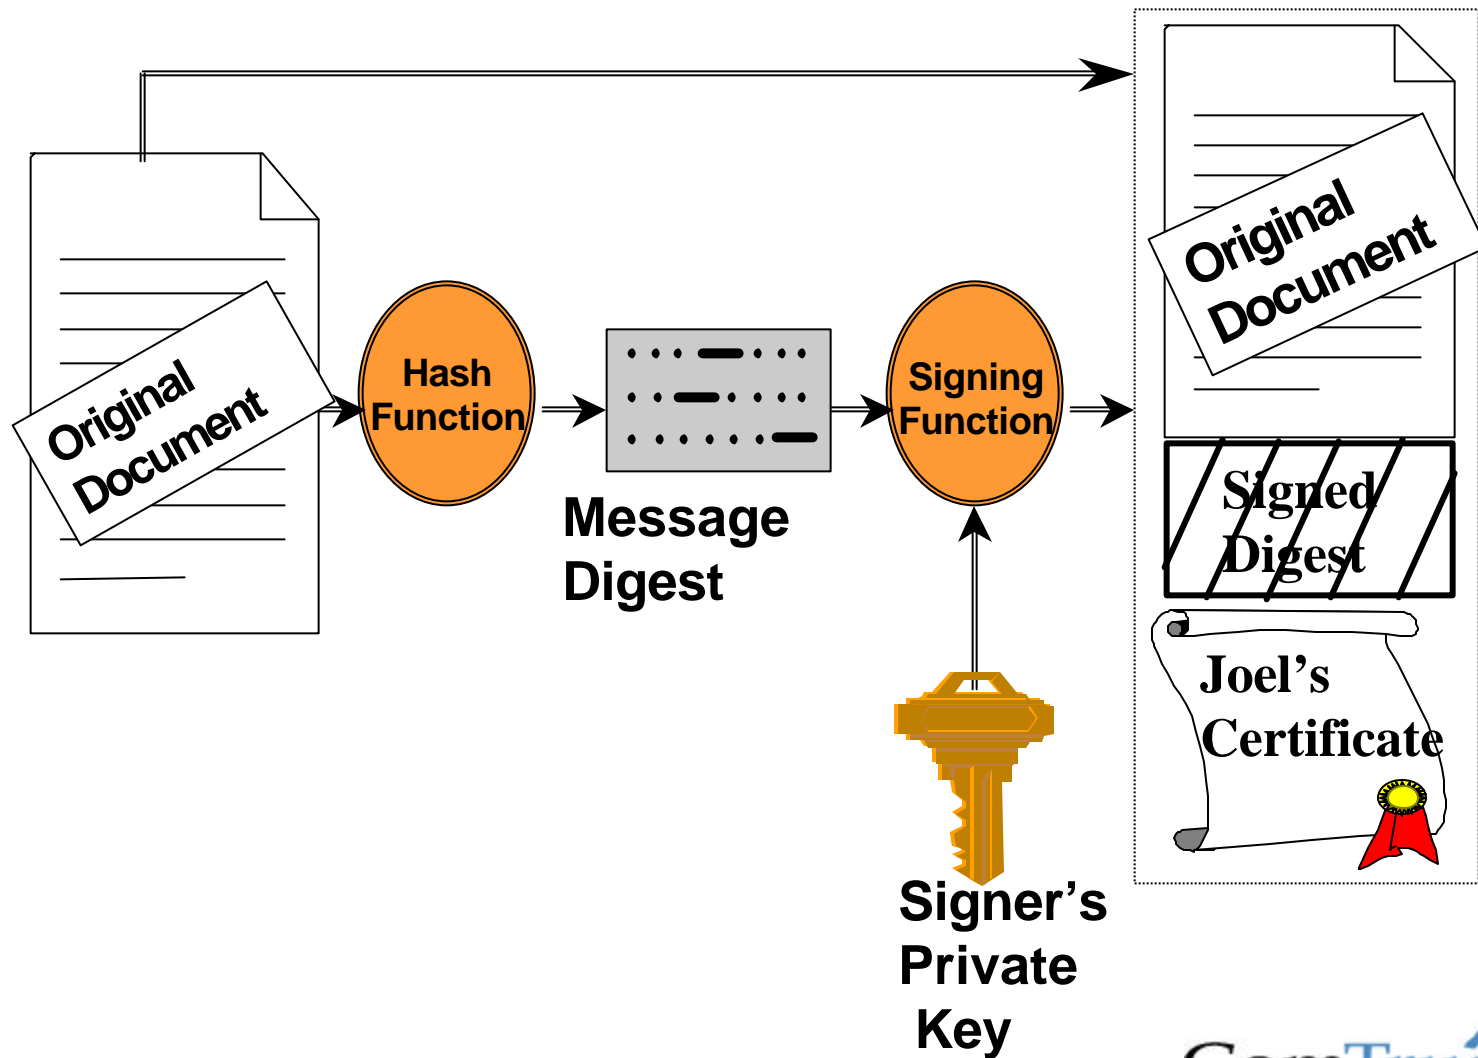 Original
Document
Hash
Function
Message
Digest
Signing
Function
Signer's
Private
Key
Original
Document
Signed
Digest
Joel's
Certificate